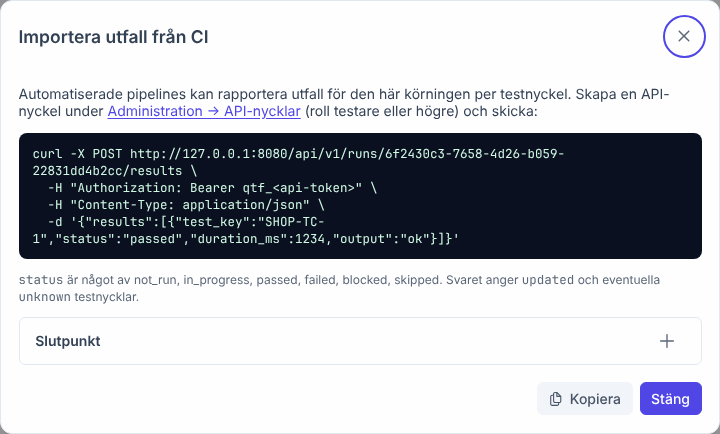 Importera utfall från CI
Automatiserade pipelines kan rapportera utfall för den här körningen per testnyckel. Skapa en API-
nyckel under Administration → API-nycklar (roll testare eller högre) och skicka:
curl -X POST http://127.0.0.1:8080/api/v1/runs/6f2430c3-7658-4d26-b059-
22831dd4b2cc/results \
-H "Authorization: Bearer qtf_<api-token>" \
-H "Content-Type: application/json" \
-d '{"results":[{"test_key":"SHOP-TC-
1","status":"passed","duration_ms":1234,"output":"ok"}]}'
status är något av not_run, in_progress, passed, failed, blocked, skipped. Svaret anger updated och eventuella
unknown testnycklar.
Slutpunkt
Kopiera
Stäng